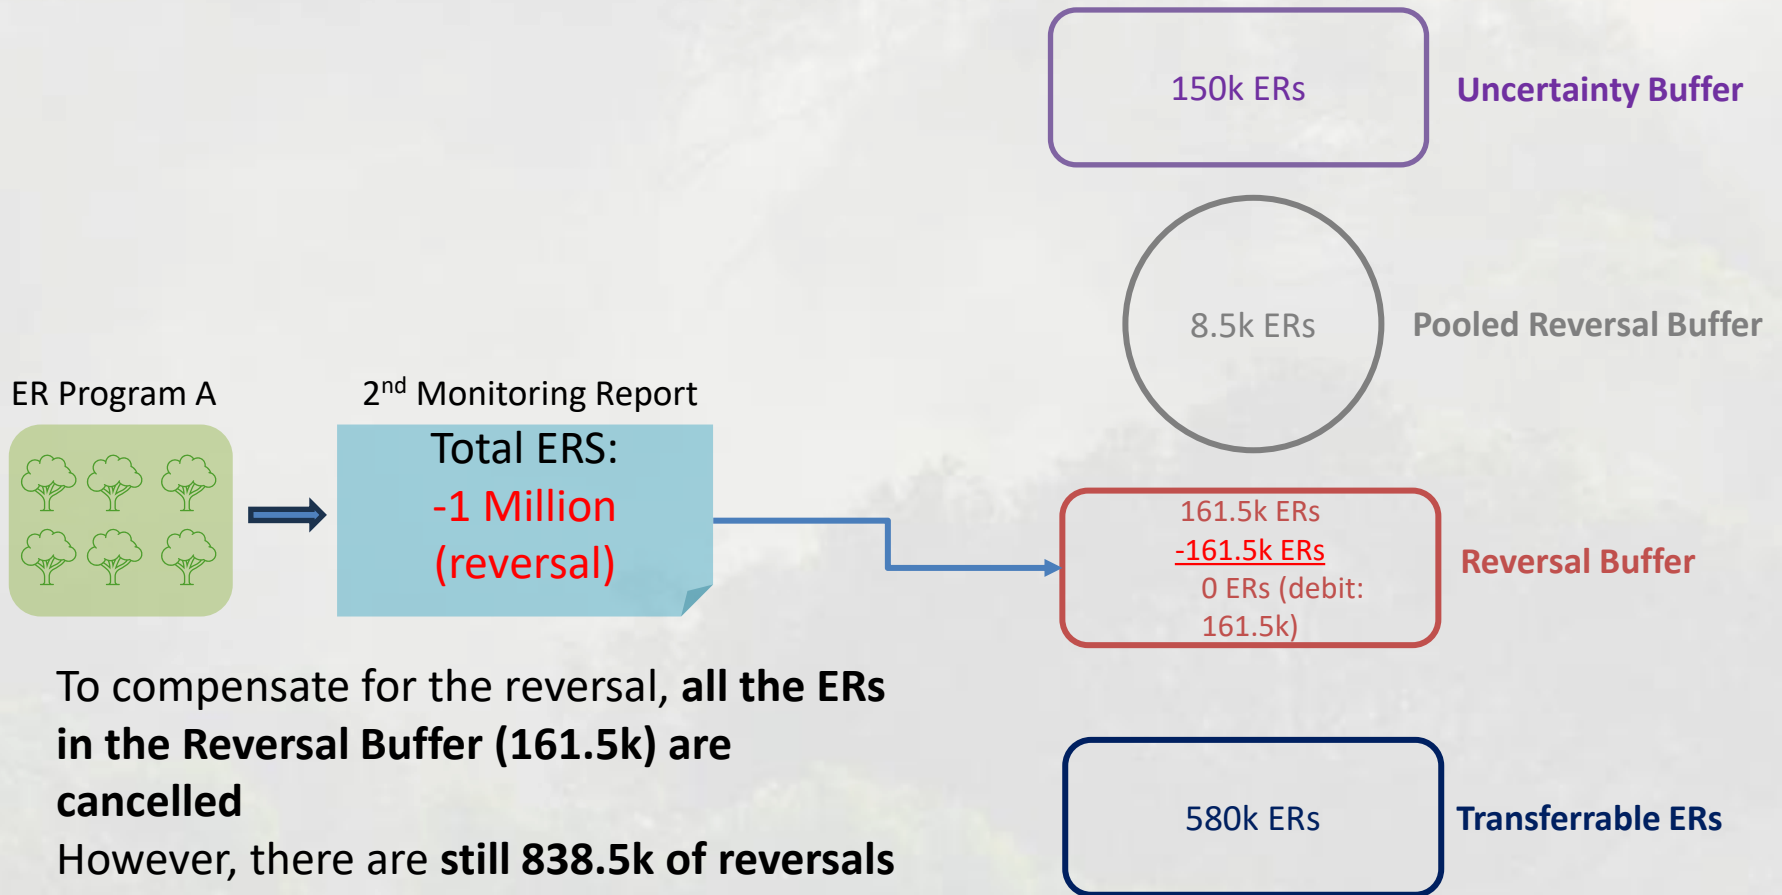 150k ERs
Uncertainty Buffer
8.5k ERs
Pooled Reversal Buffer
ER Program A
2nd Monitoring Report
Total ERS:
-1 Million
(reversal)
161.5k ERs
-161.5k ERs
0 ERs (debit:
161.5k)
Reversal Buffer
To compensate for the reversal, all the ERs
in the Reversal Buffer (161.5k) are
cancelled
However, there are still 838.5k of reversals
580k ERs
Transferrable ERs